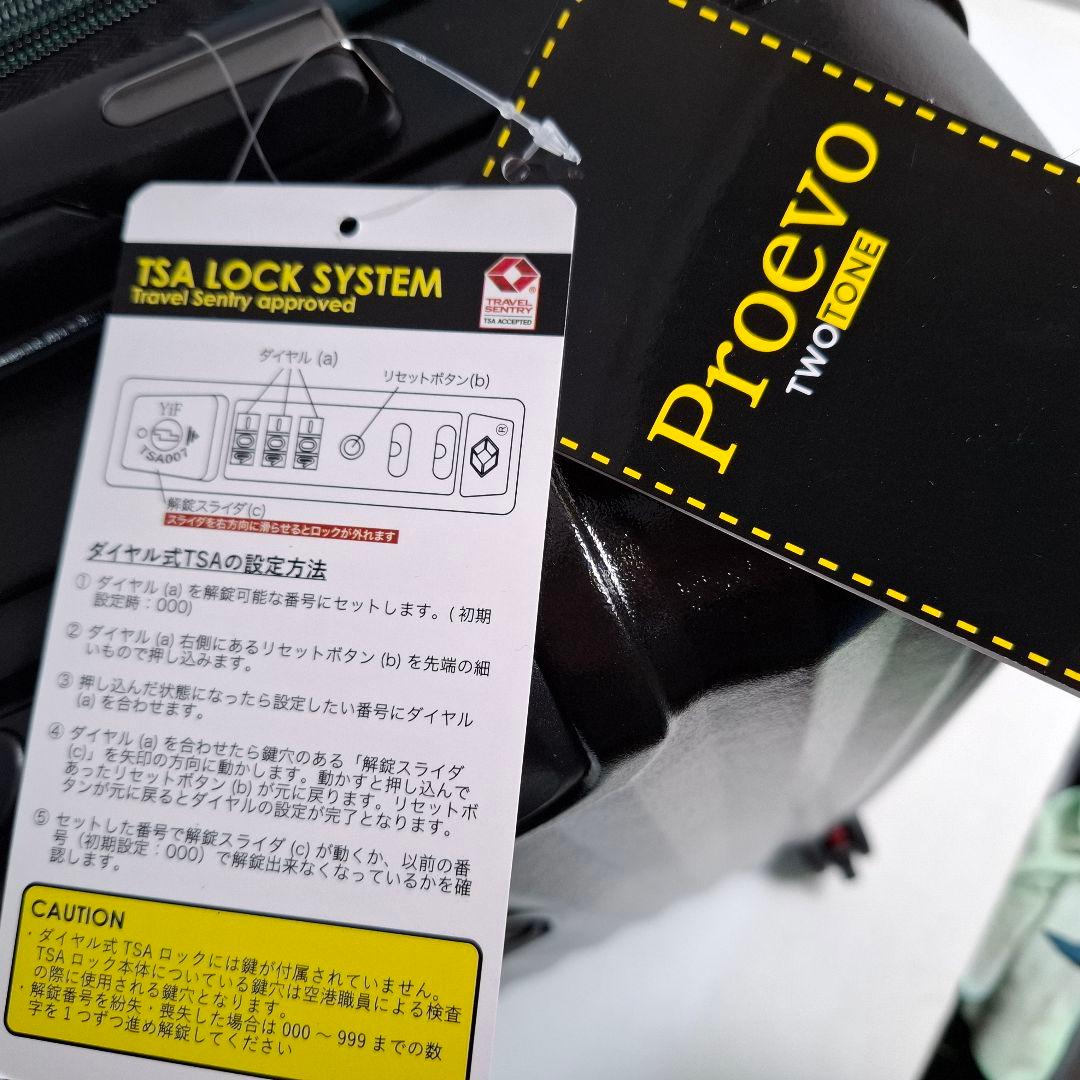 TSA LOCK SYSTEM
Travel Sentry approved
TRAVEL
SENTRY
®
TSA ACCEPTED
ダイヤル (a)
リセットボタン(b)
YiF
TSA007
®
解錠スライダ(c)
スライダを右方向に滑らせるとロックが外れます
ダイヤル式TSAの設定方法
① ダイヤル (a) を解錠可能な番号にセットします。( 初期
設定時：000)
② ダイヤル (a) 右側にあるリセットボタン (b) を先端の細
いもので押し込みます。
③ 押し込んだ状態になったら設定したい番号にダイヤル
(a) を合わせます。
④ ダイヤル (a) を合わせたら鍵穴のある「解錠スライダ
(c)」を矢印の方向に動かします。動かすと押し込んで
あったリセットボタン (b) が元に戻ります。リセットボ
タンが元に戻るとダイヤルの設定が完了となります。
⑤ セットした番号で解錠スライダ (c) が動くか、以前の番
号（初期設定：000）で解錠出来なくなっているかを確
認します。
CAUTION
・ダイヤル式 TSA ロックには鍵が付属されていません。
TSA ロック本体についている鍵穴は空港職員による検査
の際に使用される鍵穴となります。
・解錠番号を紛失・喪失した場合は 000 ～ 999 までの数
字を 1 つずつ進め解錠してください
Proevo
TWOTONE